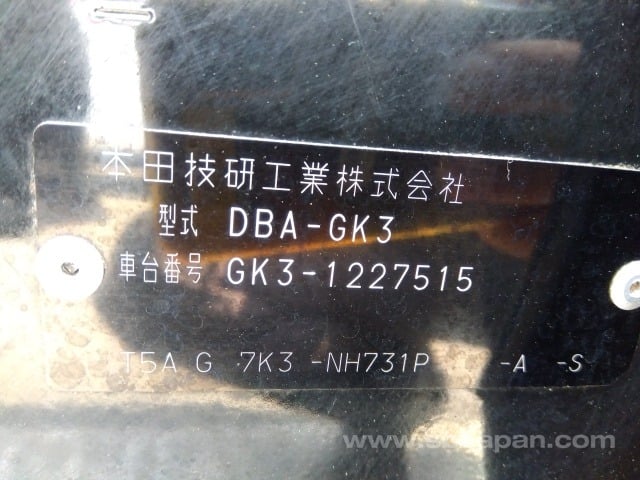 本田技研工業株式会社
型式 DBA-GK3
車台番号 GK3-1227515
T5A G 7K3 -NH731P -A -S